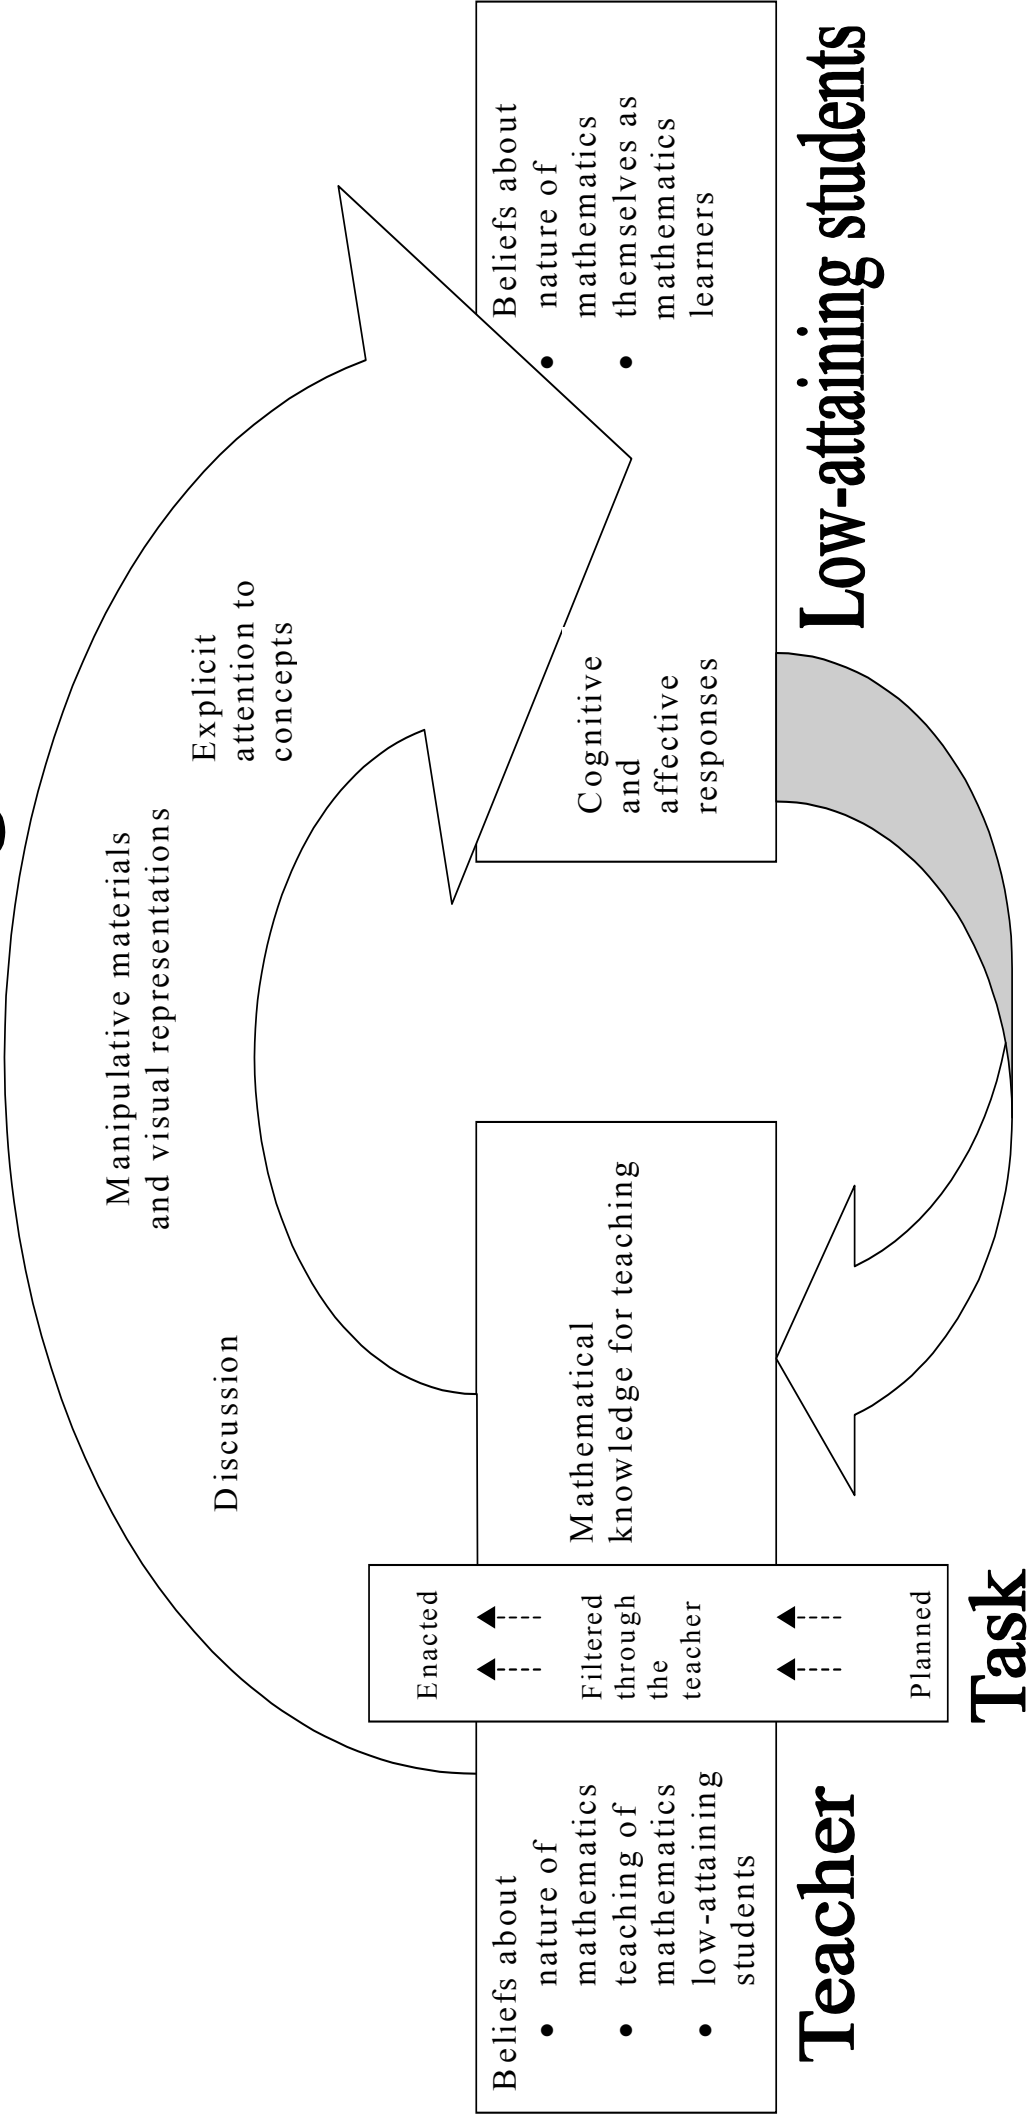 Discussion
Manipulative materials
and visual representations
Explicit
attention to
concepts
Beliefs about
• nature of
mathematics
• teaching of
mathematics
• low-attaining
students
Enacted
Filtered
through
the
teacher
Planned
Mathematical
knowledge for teaching
Cognitive
and
affective
responses
Beliefs about
• nature of
mathematics
• themselves as
mathematics
learners
Teacher
Task
Low-attaining students